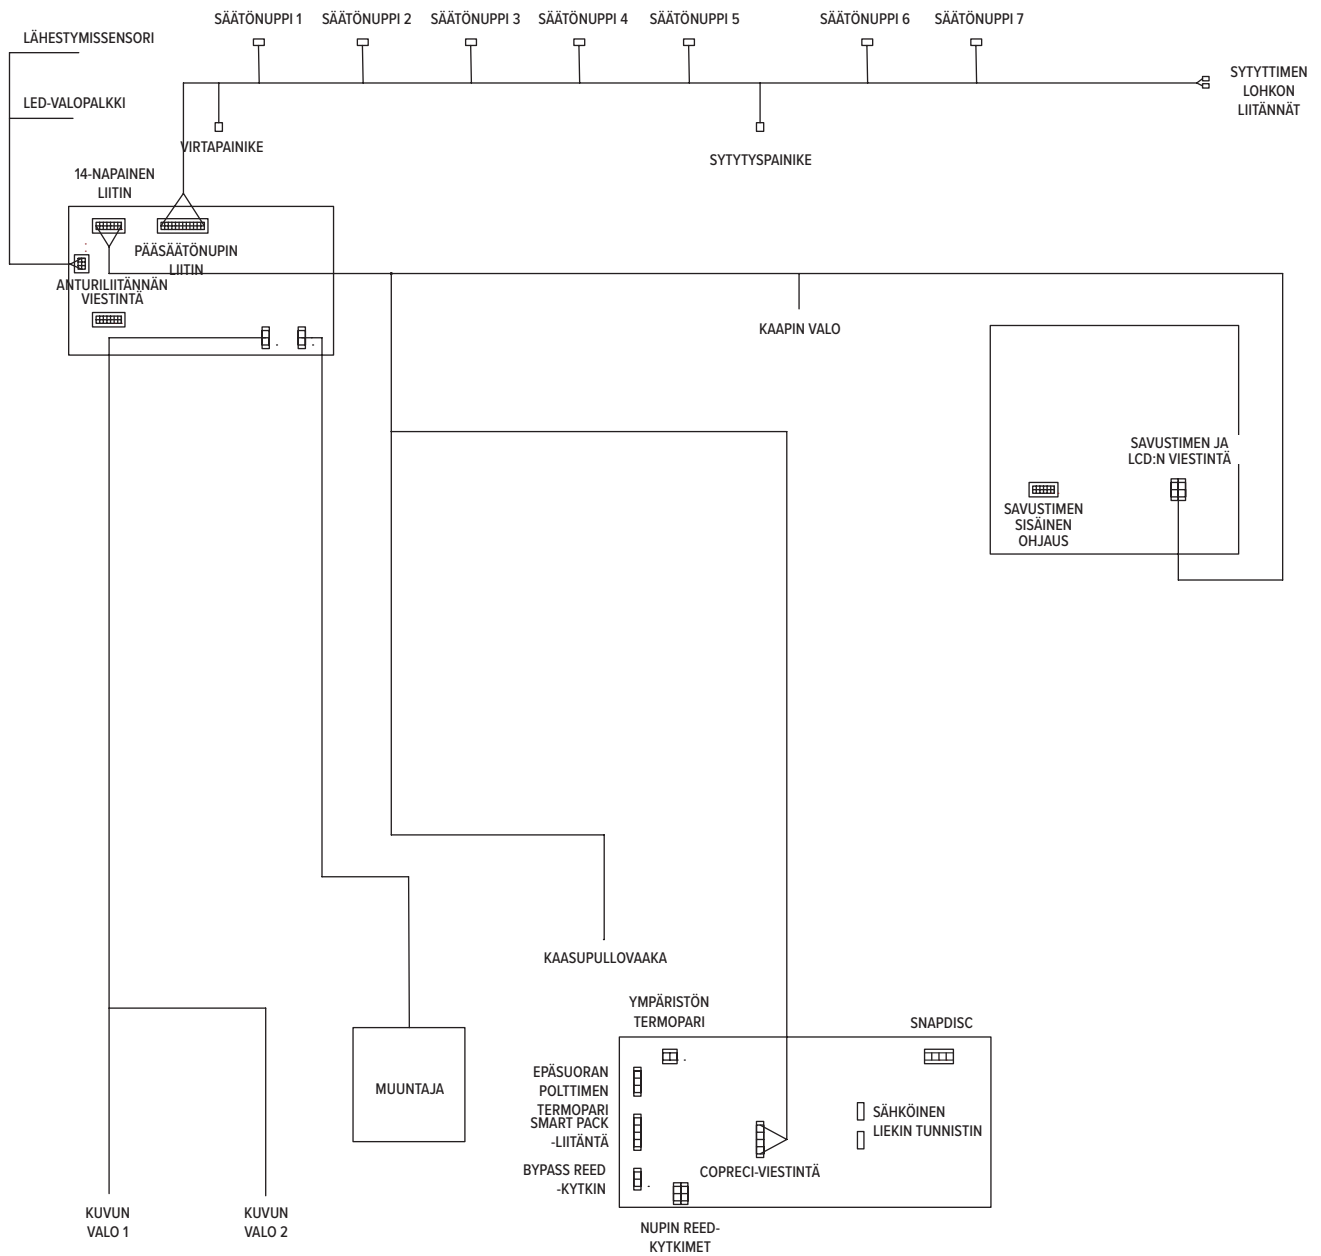 SÄÄTÖNUPPI 1
SÄÄTÖNUPPI 2
SÄÄTÖNUPPI 3
SÄÄTÖNUPPI 4
SÄÄTÖNUPPI 5
SÄÄTÖNUPPI 6
SÄÄTÖNUPPI 7
LÄHESTYMISSENSORI
LED-VALOPALKKI
SYTYTTIMEN
LOHKON
LIITÄNNÄT
VIRTAPAINIKE
SYTYTYSPAINIKE
14-NAPAINEN
LIITIN
PÄÄSÄÄTÖNUPIN
LIITIN
ANTURILIITÄNNÄN
VIESTINTÄ
KAAPIN VALO
SAVUSTIMEN JA
LCD:N VIESTINTÄ
SAVUSTIMEN
SISÄINEN
OHJAUS
KAASUPULLOVAAKA
YMPÄRISTÖN
TERMOPARI
SNAPDISC
MUUNTAJA
EPÄSUORAN
POLTTIMEN
TERMOPARI
SMART PACK
-LIITÄNTÄ
SÄHKÖINEN
LIEKIN TUNNISTIN
BYPASS REED
-KYTKIN
COPRECI-VIESTINTÄ
KUVUN
VALO 1
KUVUN
VALO 2
NUPIN REED-
KYTKIMET